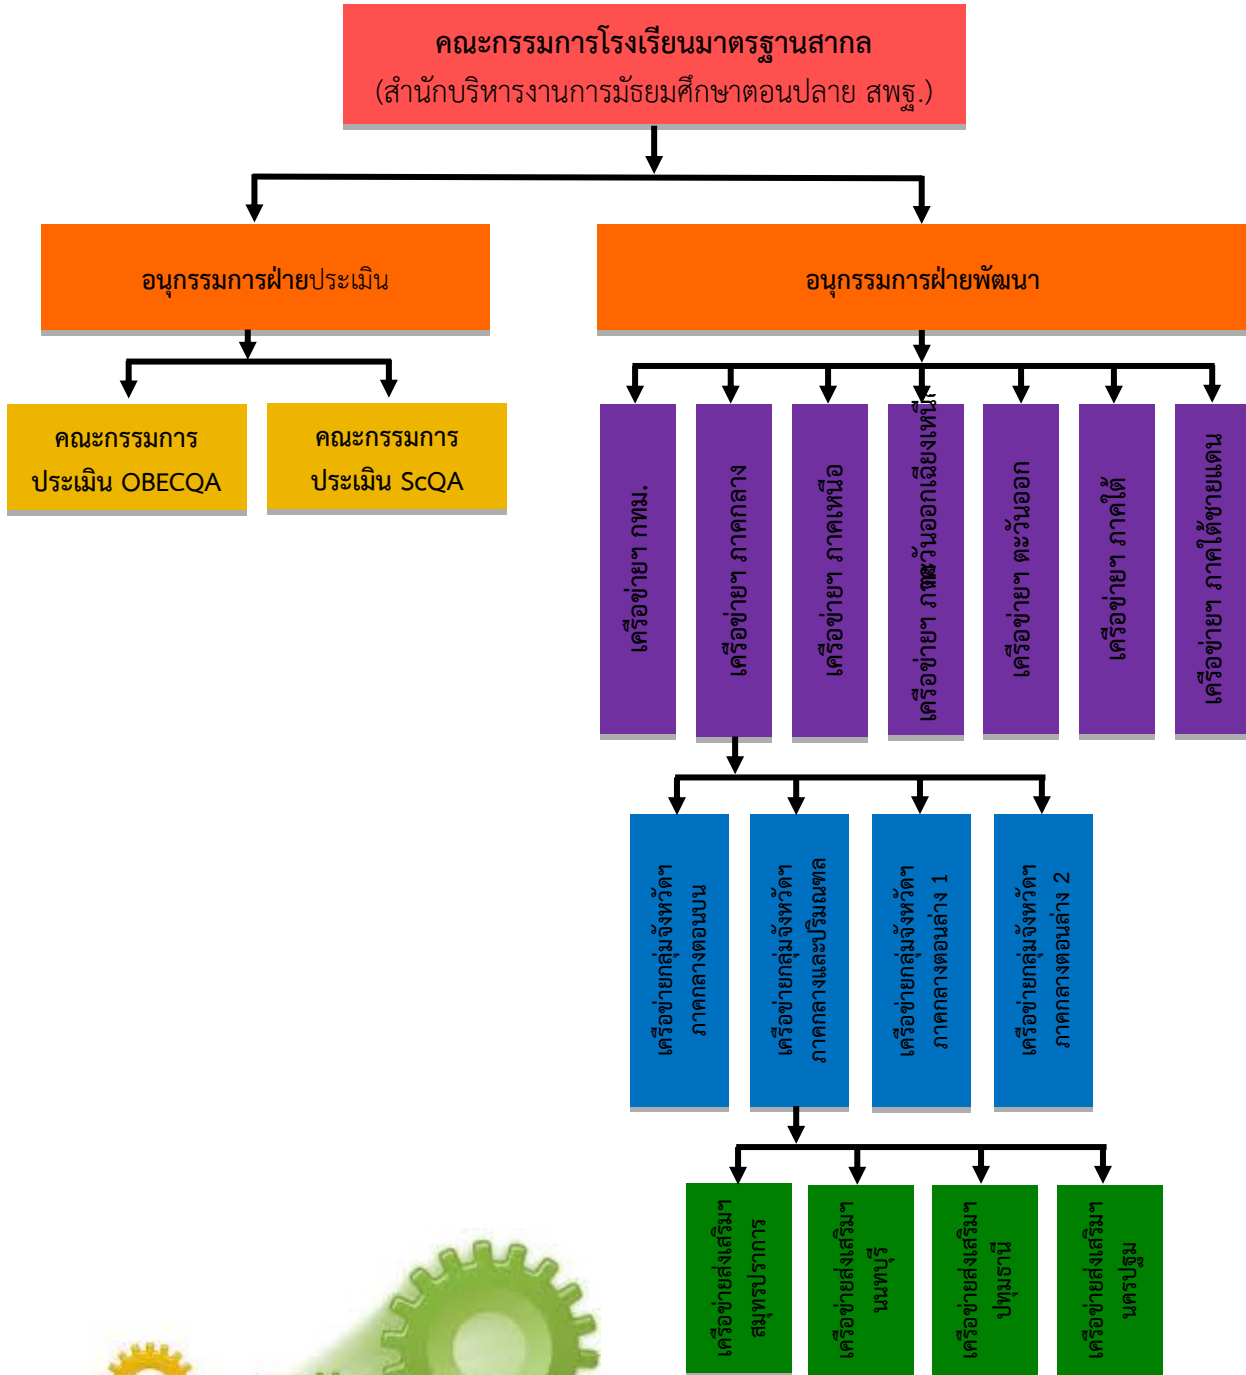 คณะกรรมการโรงเรียนมาตรฐานสากล
(สำนักบริหารงานการมัธยมศึกษาตอนปลาย สพฐ.)
อนุกรรมการฝ่ายประเมิน
อนุกรรมการฝ่ายพัฒนา
คณะกรรมการ
ประเมิน OBECQA
คณะกรรมการ
ประเมิน ScQA
เครือข่ายฯ กทม.
เครือข่ายฯ ภาคกลาง
เครือข่ายฯ ภาคเหนือ
เครือข่ายฯ
เครือข่ายฯ ตะวันออก
เครือข่ายฯ ภาคใต้
เครือข่ายฯ ภาคใต้ชายแดน
เครือข่ายกลุ่มจังหวัดฯ
ภาคกลางตอนบน
เครือข่ายกลุ่มจังหวัดฯ
ภาคกลางและปริมณฑล
เครือข่ายกลุ่มจังหวัดฯ
ภาคกลางตอนล่าง 1
เครือข่ายกลุ่มจังหวัดฯ
ภาคกลางตอนล่าง 2
เครือข่ายส่งเสริมฯ
สมุทรปราการ
เครือข่ายส่งเสริมฯ
นนทบุรี
เครือข่ายส่งเสริมฯ
ปทุมธานี
เครือข่ายส่งเสริมฯ
นครปฐม